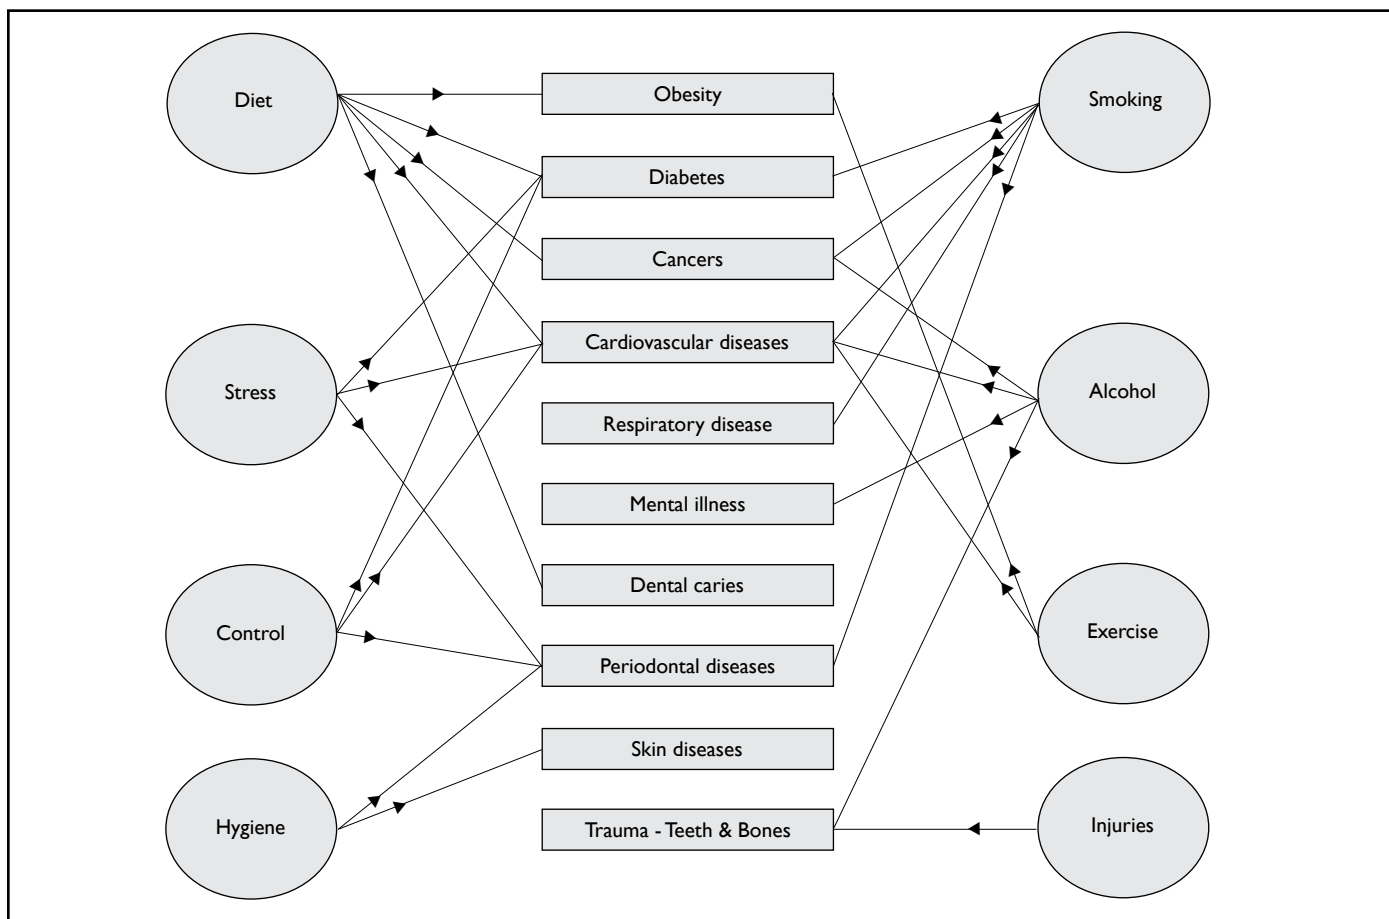 Diet
Obesity
Smoking
Diabetes
Cancers
Stress
Cardiovascular diseases
Alcohol
Respiratory disease
Mental illness
Dental caries
Control
Periodontal diseases
Exercise
Skin diseases
Hygiene
Trauma - Teeth & Bones
Injuries